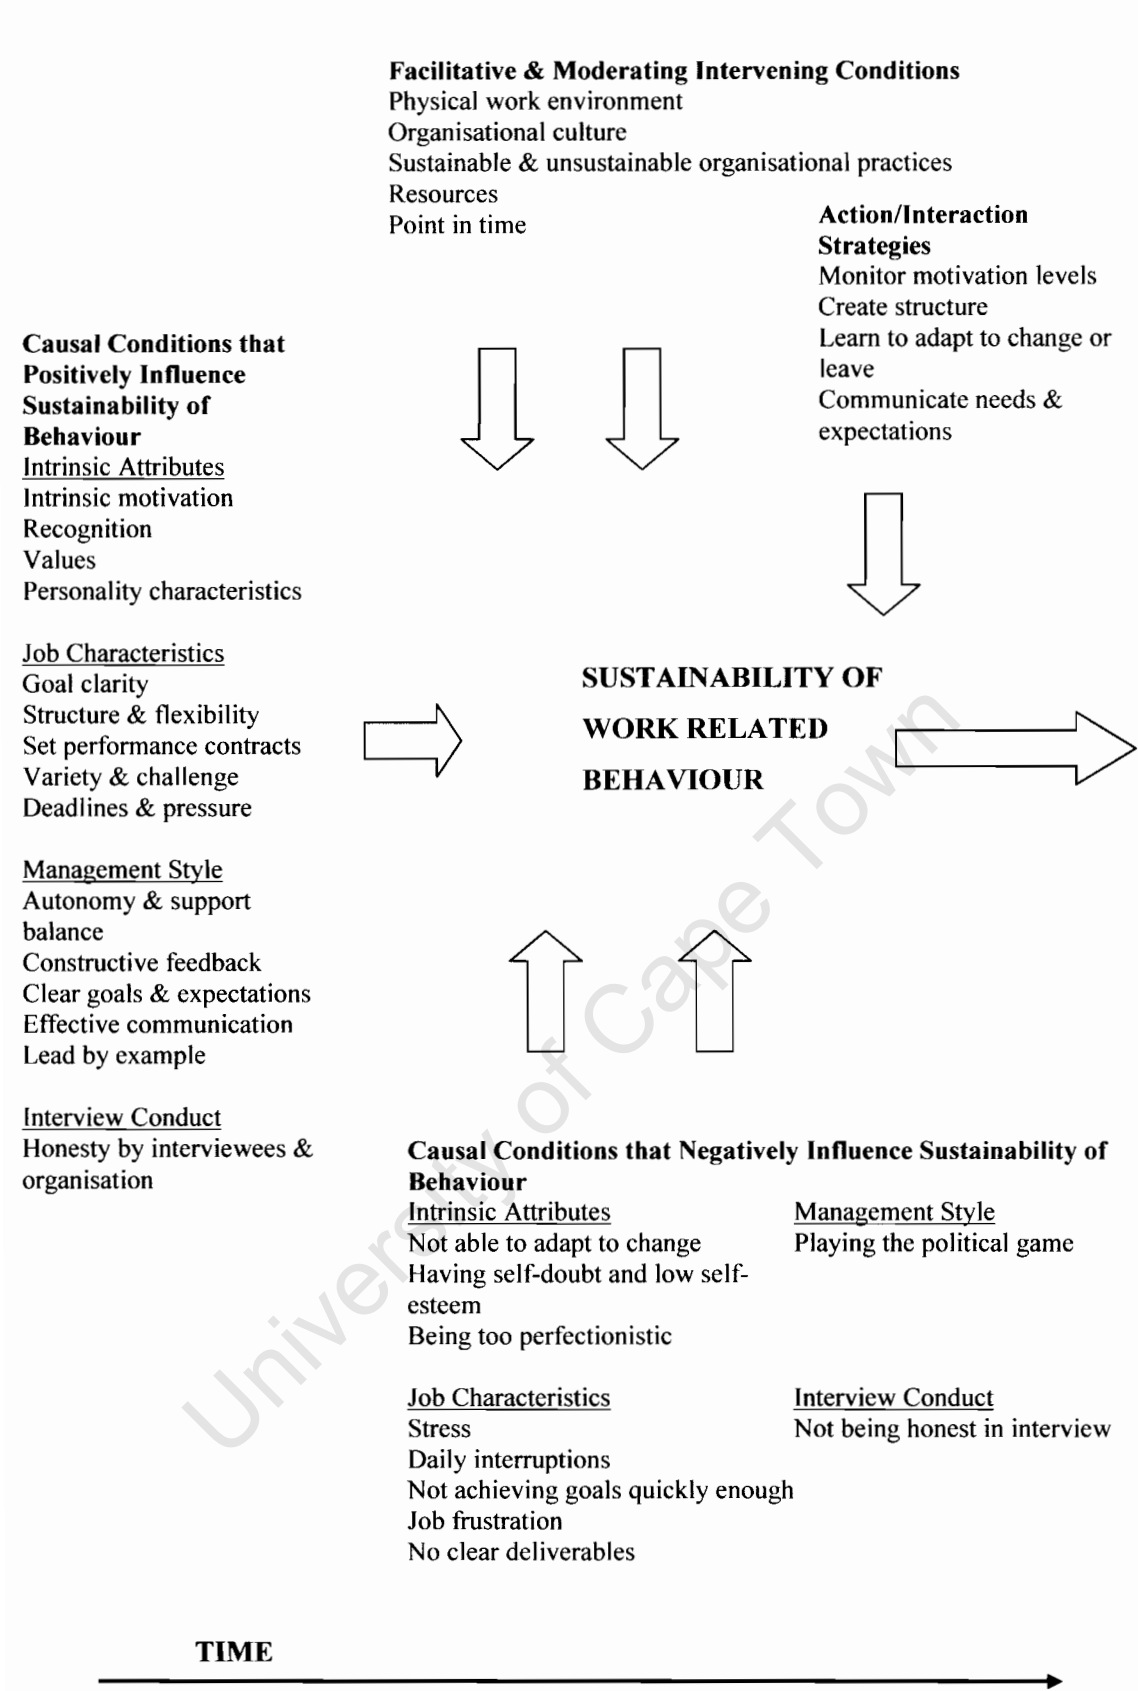 Facilitative & Moderating Intervening Conditions
Physical work environment
Organisational culture
Sustainable & unsustainable organisational practices
Resources
Point in time
Action/Interaction
Strategies
Monitor motivation levels
Create structure
Learn to adapt to change or
leave
Communicate needs &
expectations
Causal Conditions that
Positively Influence
Sustainability of
Behaviour
Intrinsic Attributes
Intrinsic motivation
Recognition
Values
Personality characteristics
Job Characteristics
Goal clarity
Structure & flexibility
Set performance contracts
Variety & challenge
Deadlines & pressure
Management Style
Autonomy & support
balance
Constructive feedback
Clear goals & expectations
Effective communication
Lead by example
Interview Conduct
Honesty by interviewees &
organisation
SUSTAINABILITY OF
WORK RELATED
BEHAVIOUR
Causal Conditions that Negatively Influence Sustainability of
Behaviour
Intrinsic Attributes
Not able to adapt to change
Having self-doubt and low self-
esteem
Being too perfectionistic
Management Style
Playing the political game
Job Characteristics
Stress
Daily interruptions
Not achieving goals quickly enough
Job frustration
No clear deliverables
Interview Conduct
Not being honest in interview
TIME
University of Cape Town